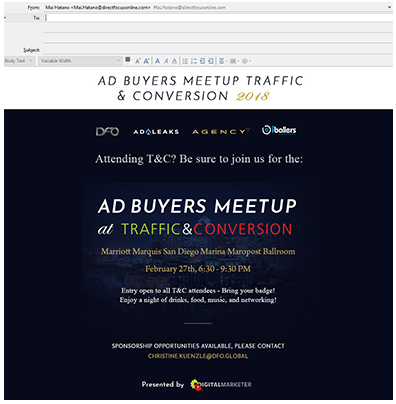 From: Mai Hatano <Mai.Hatano@directfocusonline.com> Mai.Hatano@directfocusonline.com
To:
Subject:
Body Text Variable Width
AD BUYERS MEETUP TRAFFIC
& CONVERSION 2018
DFO ADLEAKS AGENCY iballers
Attending T&C? Be sure to join us for the:
AD BUYERS MEETUP
at TRAFFIC&CONVERSION
Marriott Marquis San Diego Marina Maropost Ballroom
February 27th, 6:30 - 9:30 PM
Entry open to all T&C attendees - Bring your badge!
Enjoy a night of drinks, food, music, and networking!
SPONSORSHIP OPPORTUNITIES AVAILABLE, PLEASE CONTACT
CHRISTINE.KUENZLE@DFO.GLOBAL
Presented by DIGITALMARKETER